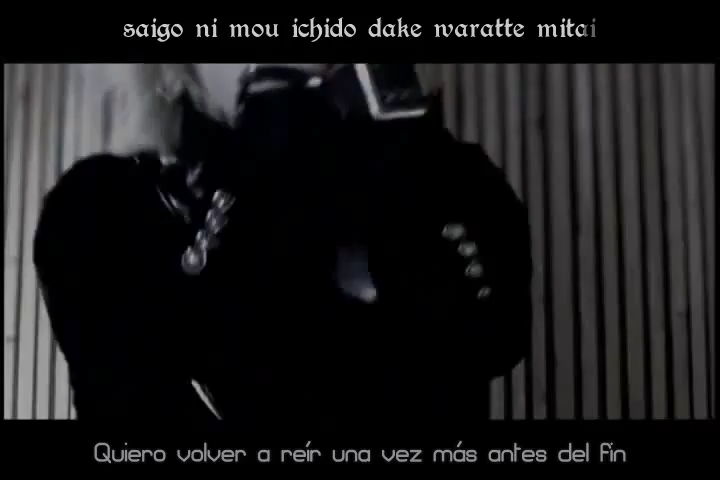 saigo ni mou ichido dake waratte mitai
Quiero volver a reír una vez más antes del fin